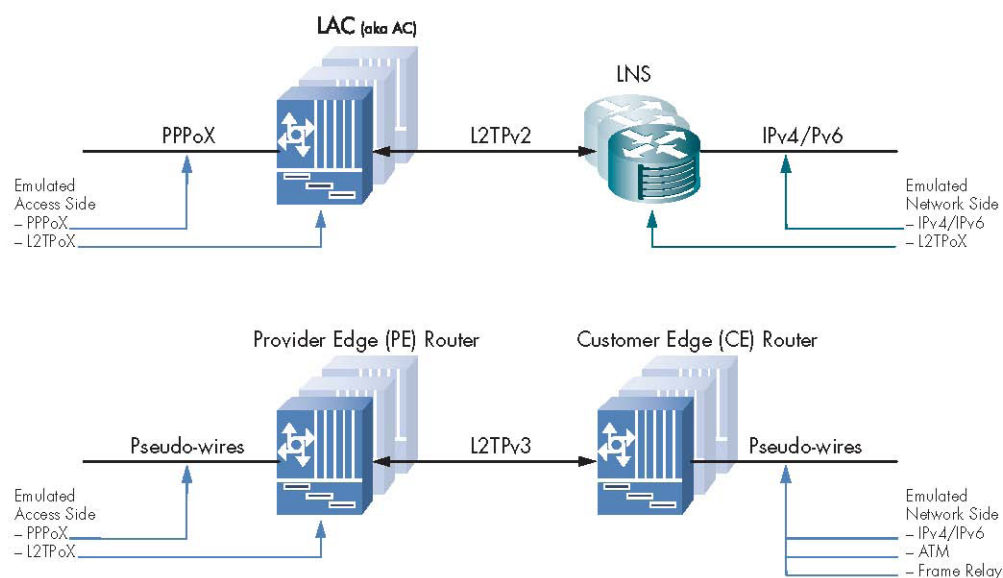 LAC (aka AC)
LNS
PPPoX
L2TPv2
IPv4/Pv6
Emulated
Access Side
– PPPoX
– L2TPoX
Emulated
Network Side
– IPv4/IPv6
– L2TPoX
Provider Edge (PE) Router
Customer Edge (CE) Router
Pseudo-wires
L2TPv3
Pseudo-wires
Emulated
Access Side
– PPPoX
– L2TPoX
Emulated
Network Side
– IPv4/IPv6
– ATM
– Frame Relay